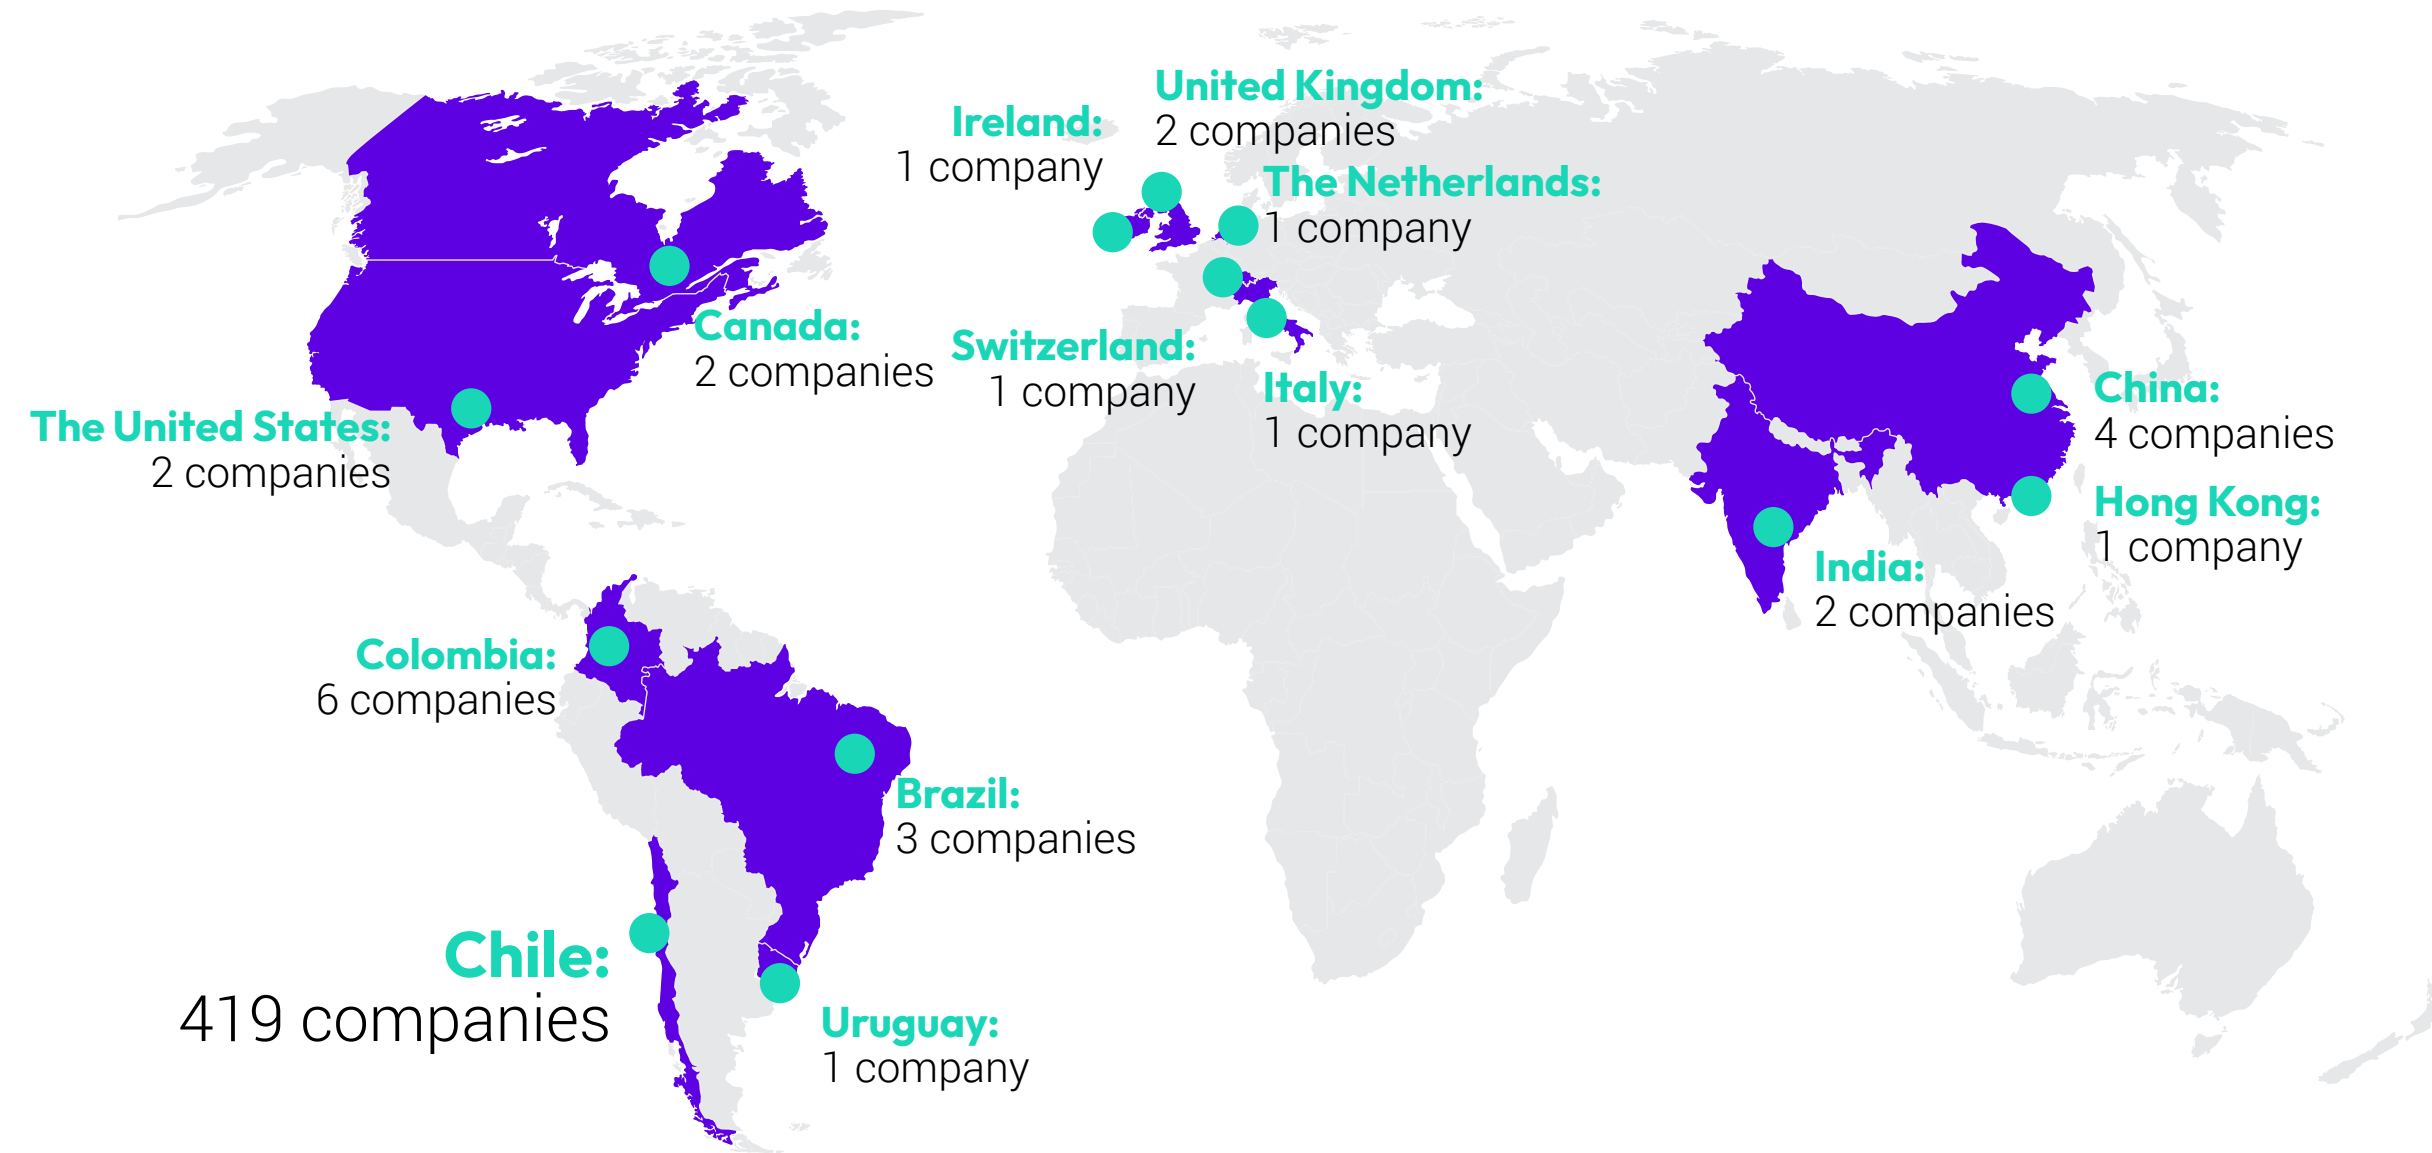 United Kingdom:
2 companies
Ireland:
1 company
The Netherlands:
1 company
Canada:
2 companies
Switzerland:
1 company
Italy:
1 company
China:
4 companies
The United States:
2 companies
Hong Kong:
1 company
India:
2 companies
Colombia:
6 companies
Brazil:
3 companies
Chile:
419 companies
Uruguay:
1 company